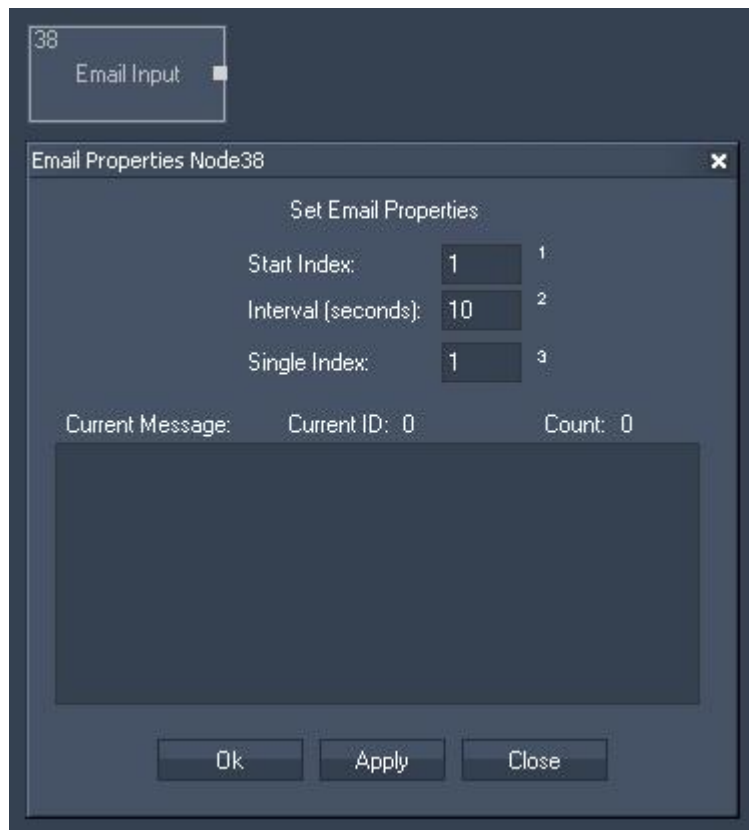 38
Email Input
Email Properties Node38
Set Email Properties
Start Index: 1 1
Interval (seconds): 10 2
Single Index: 1 3
Current Message: Current ID: 0 Count: 0
Ok Apply Close